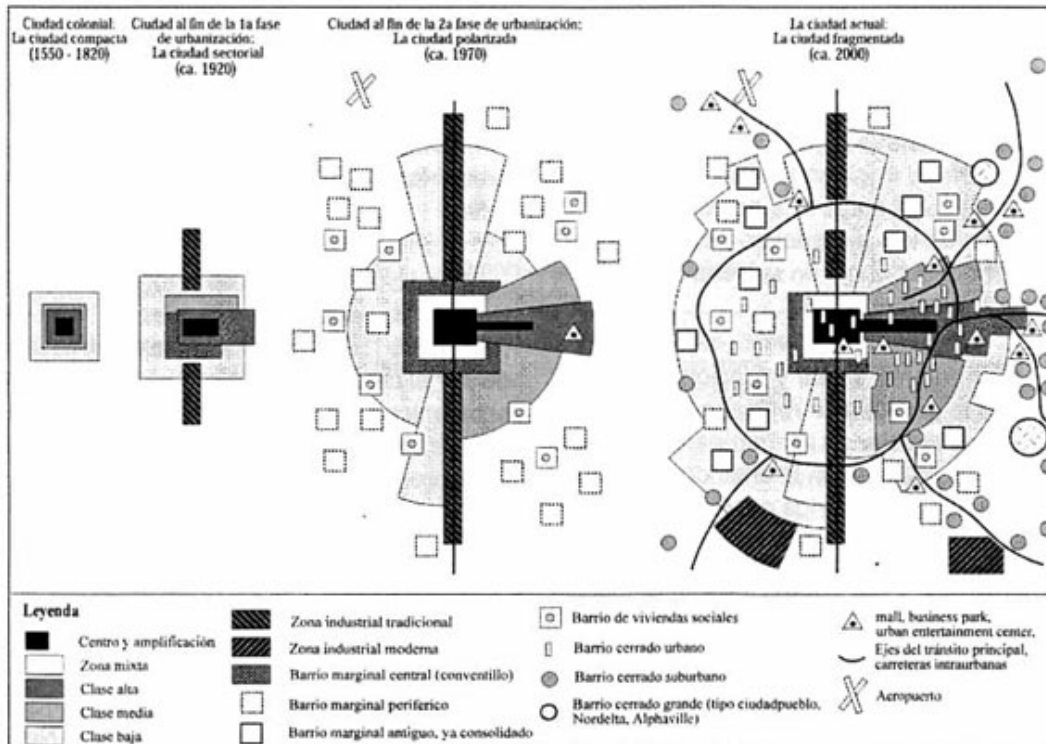 Ciudad colonial:
La ciudad compacta
(1550 - 1820)
Ciudad al fin de la 1a fase
de urbanización:
La ciudad sectorial
(ca. 1920)
Ciudad al fin de la 2a fase de urbanización:
La ciudad polarizada
(ca. 1970)
La ciudad actual:
La ciudad fragmentada
(ca. 2000)
Leyenda
Centro y amplificación
Zona mixta
Clase alta
Clase media
Clase baja
Zona industrial tradicional
Zona industrial moderna
Barrio marginal central (conventillo)
Barrio marginal periférico
Barrio marginal antiguo, ya consolidado
Barrio de viviendas sociales
Barrio cerrado urbano
Barrio cerrado suburbano
Barrio cerrado grande (tipo ciudadpueblo,
Nordelta, Alphaville)
mall, business park,
urban entertainment center,
Ejes del tránsito principal,
carreteras intraurbanas
Aeropuerto